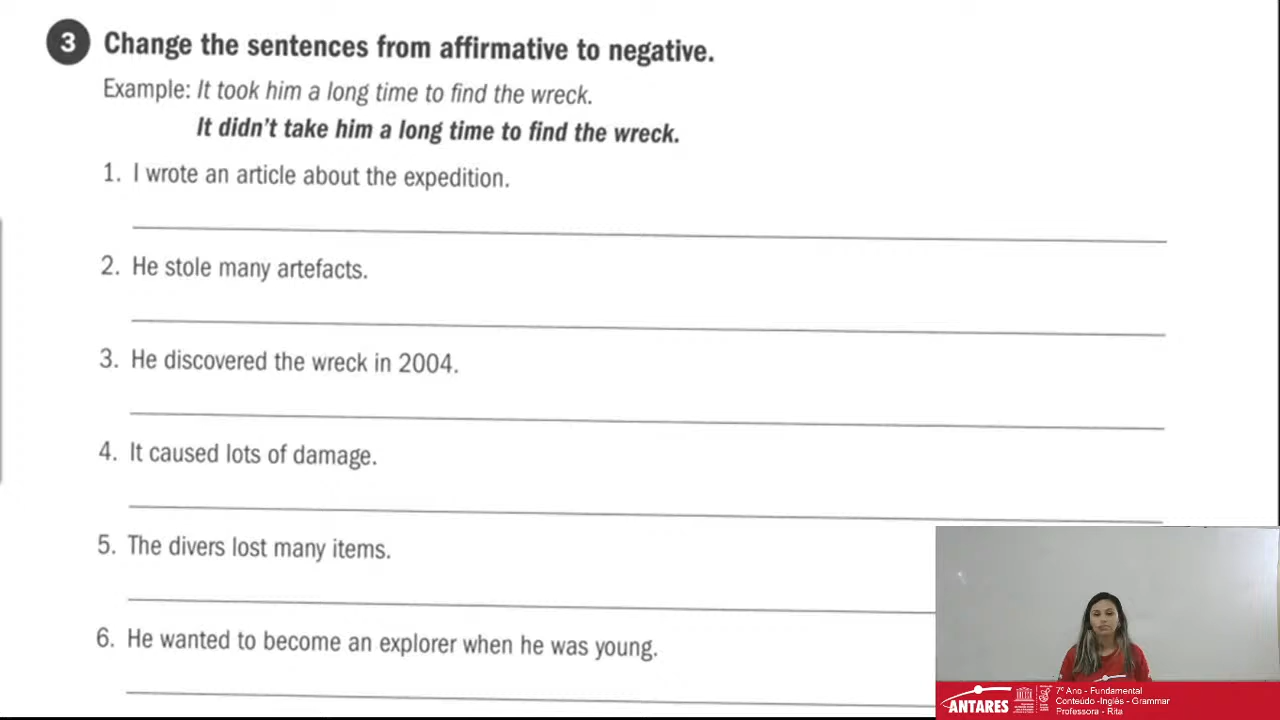 3 Change the sentences from affirmative to negative.
Example: It took him a long time to find the wreck.
It didn't take him a long time to find the wreck.
1. I wrote an article about the expedition.
2. He stole many artefacts.
3. He discovered the wreck in 2004.
4. It caused lots of damage.
5. The divers lost many items.
6. He wanted to become an explorer when he was young.
ANTARES
7º Ano - Fundamental
Conteúdo -Inglês - Grammar
Professora - Rita